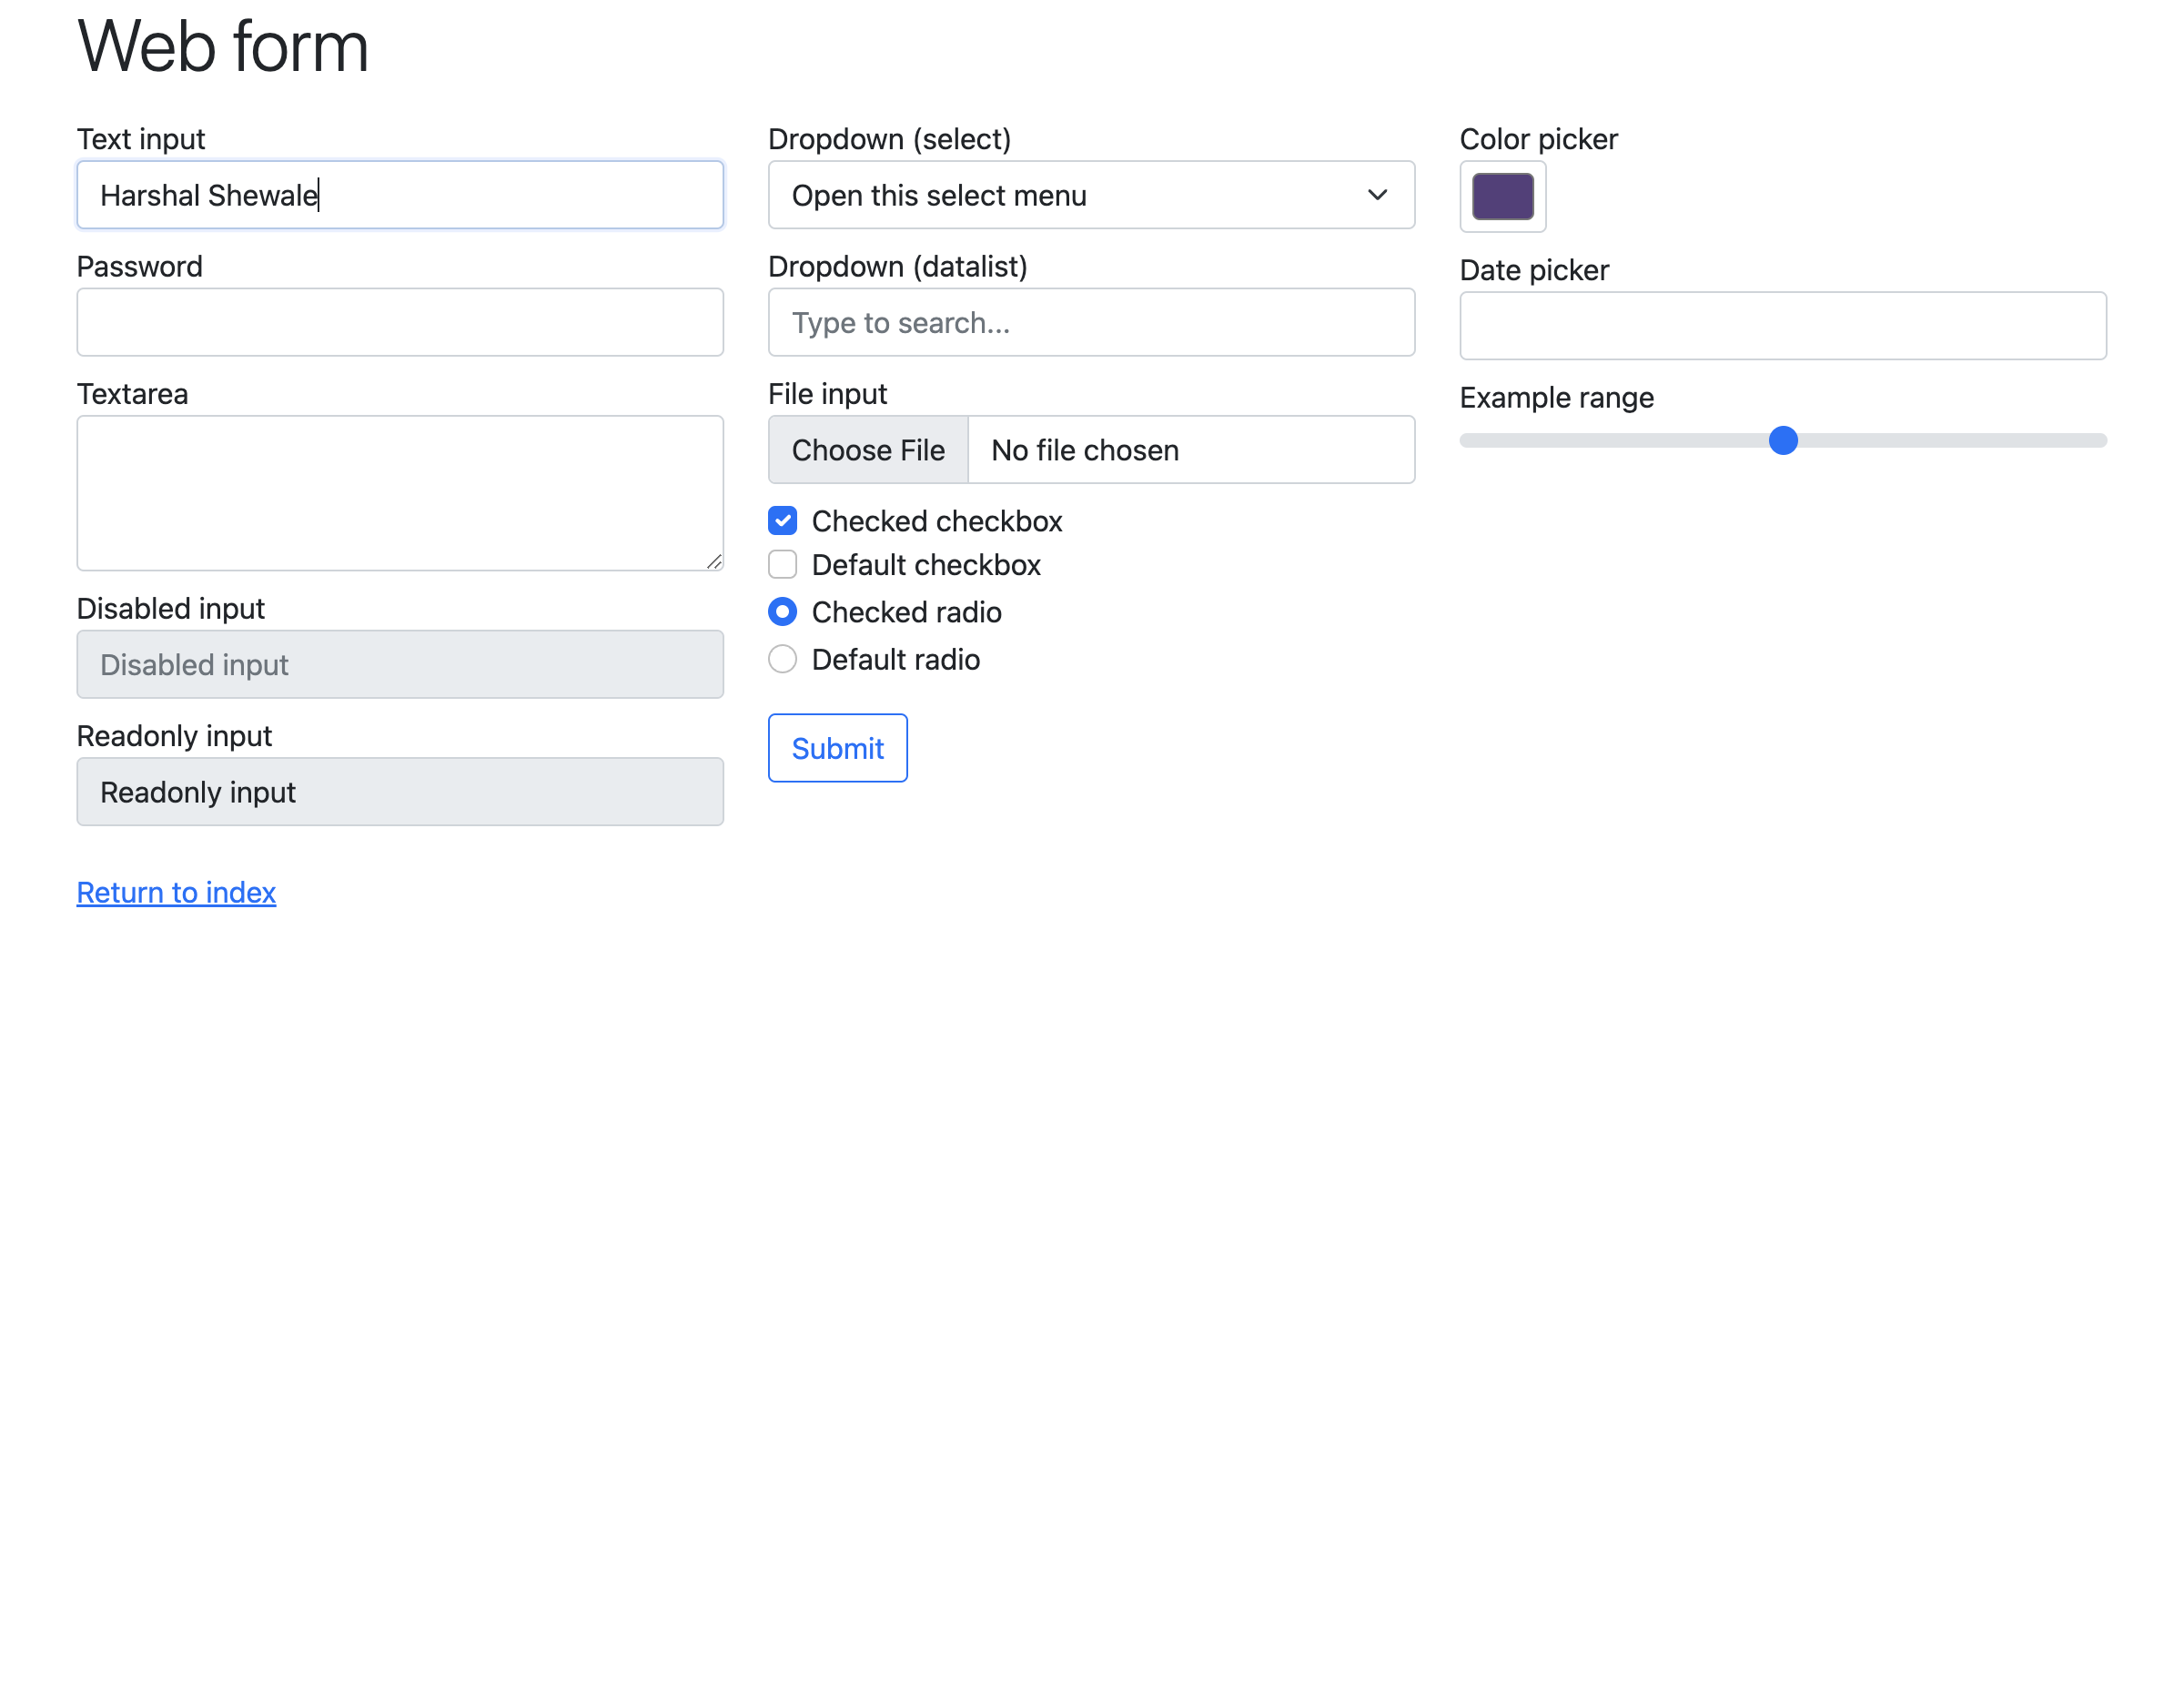 Web form
Text input
Harshal Shewale
Password
Textarea
Disabled input
Disabled input
Readonly input
Readonly input
Return to index
Dropdown (select)
Open this select menu
Dropdown (datalist)
Type to search...
File input
Choose File No file chosen
Checked checkbox
Default checkbox
Checked radio
Default radio
Submit
Color picker
Date picker
Example range